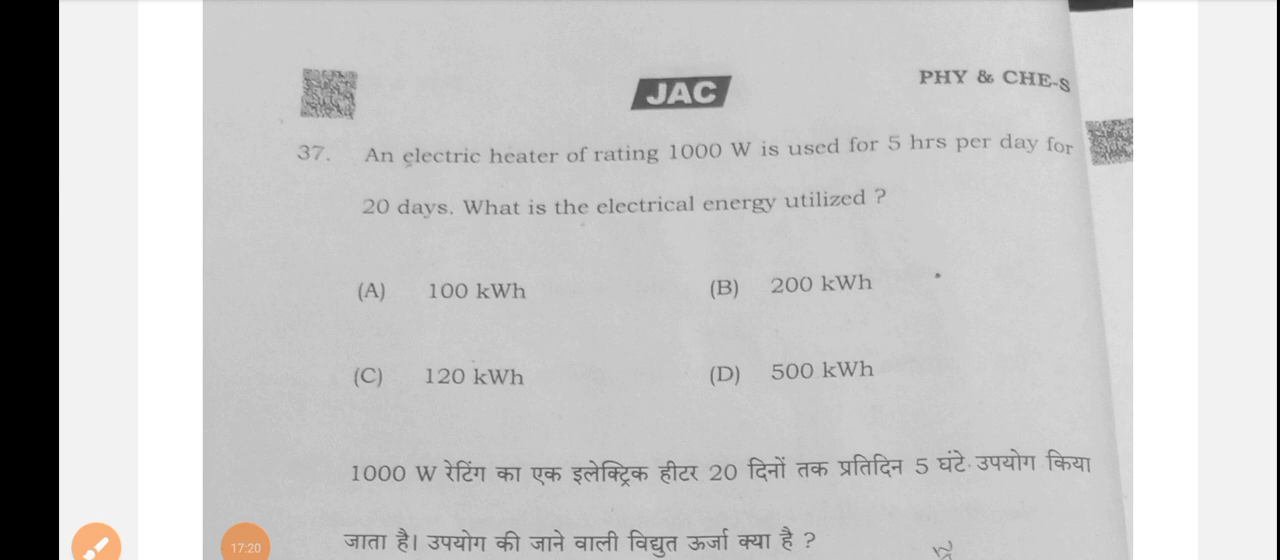 JAC
PHY & CHE-S
37. An electric heater of rating 1000 W is used for 5 hrs per day for
20 days. What is the electrical energy utilized ?
(A) 100 kWh (B) 200 kWh
(C) 120 kWh (D) 500 kWh
1000 W रेटिंग का एक इलेक्ट्रिक हीटर 20 दिनों तक प्रतिदिन 5 घंटे उपयोग किया
जाता है। उपयोग की जाने वाली विद्युत ऊर्जा क्या है ?
17:20